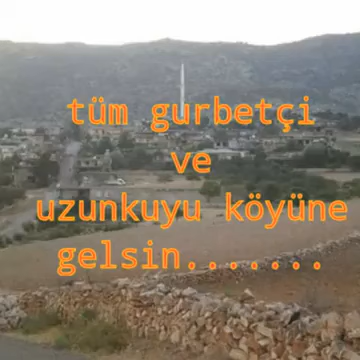 tüm gurbetçi
ve
uzunkuyu köyüne
gelsin.......